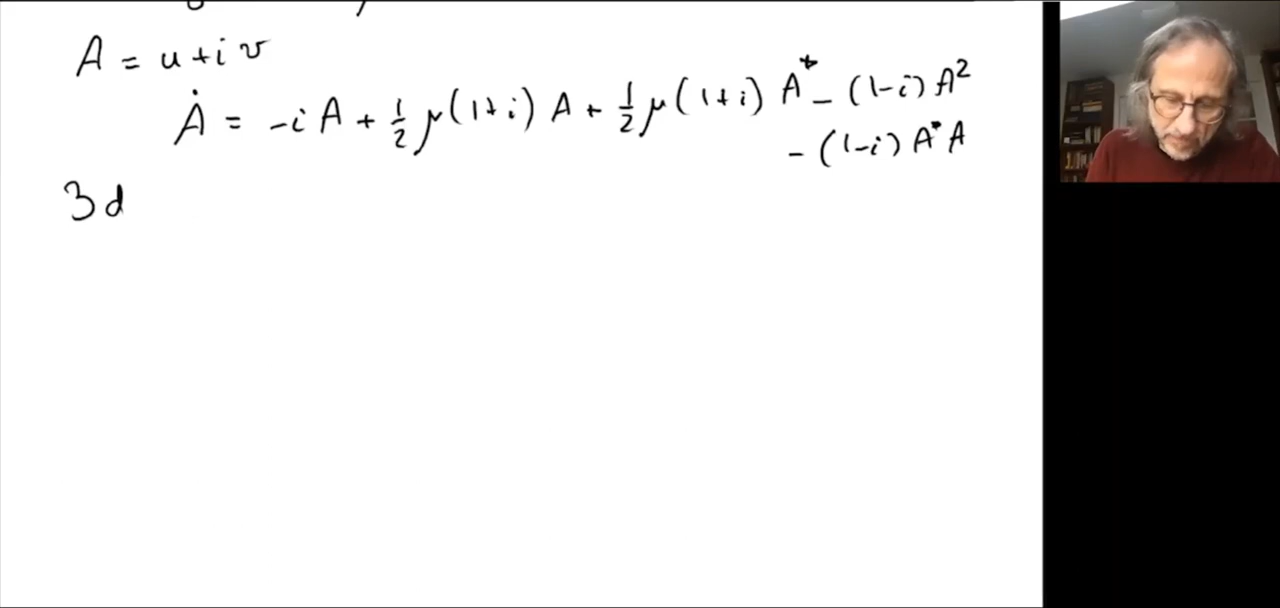 A = u + i v
Ȧ = -i A + 1/2 μ(1+i) A + 1/2 μ(1+i) A* - (1-i) A²
- (1-i) A* A
3d